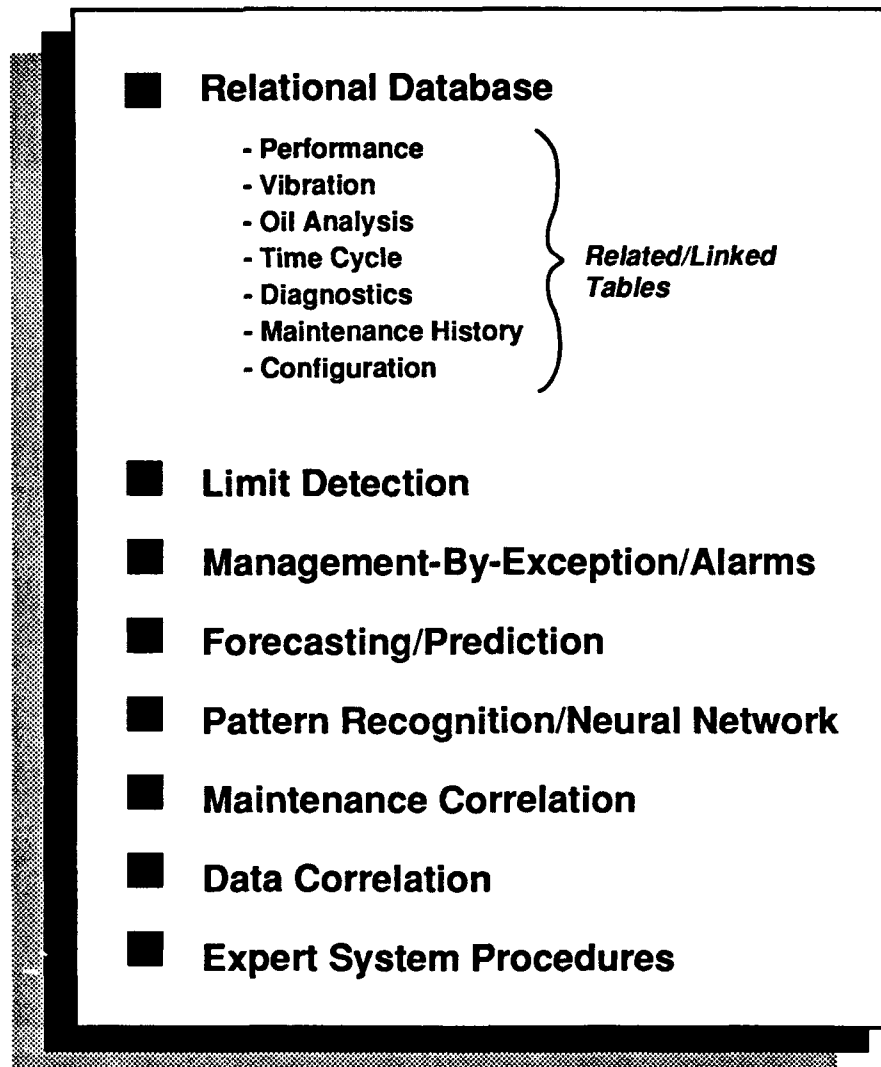 Relational Database
- Performance
- Vibration
- Oil Analysis
- Time Cycle
- Diagnostics
- Maintenance History
- Configuration
Related/Linked
Tables
Limit Detection
Management-By-Exception/Alarms
Forecasting/Prediction
Pattern Recognition/Neural Network
Maintenance Correlation
Data Correlation
Expert System Procedures